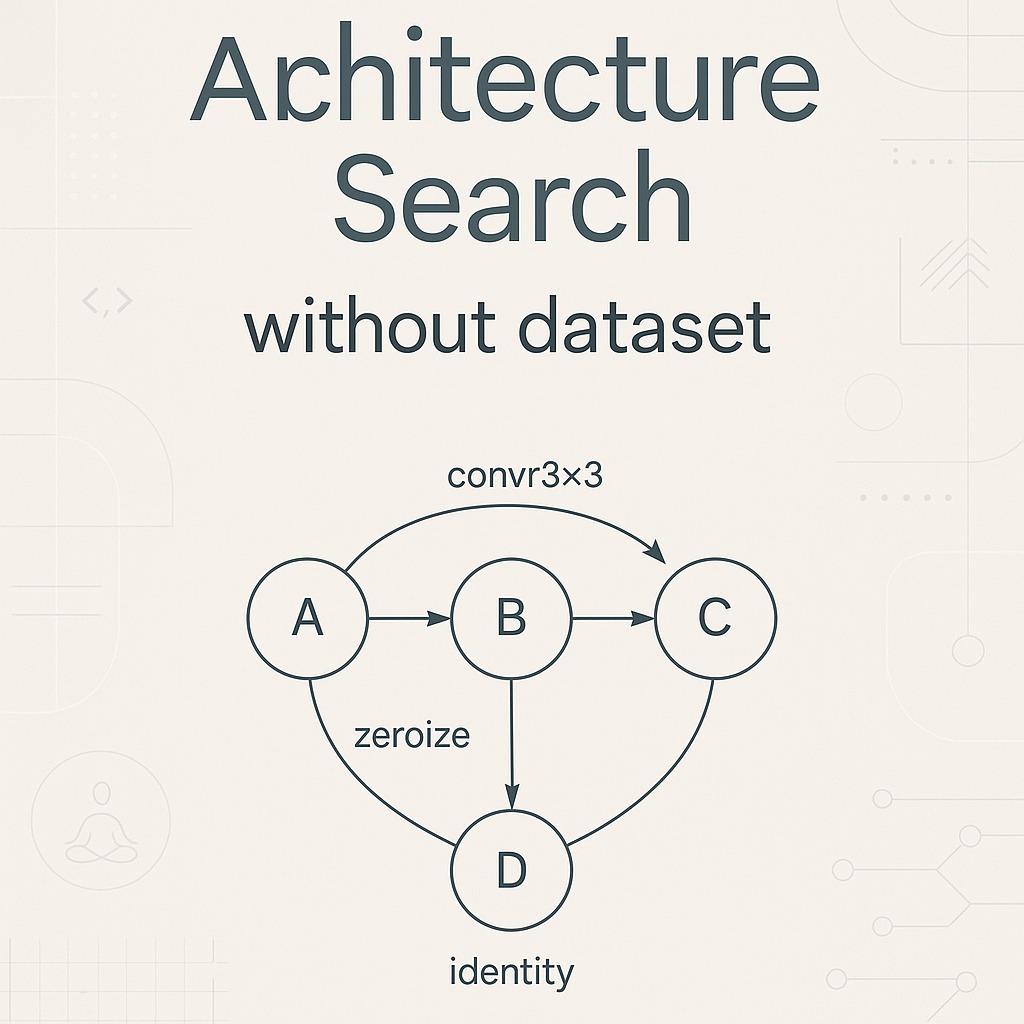 Achitecture
Search
without dataset
convr3×3
A
B
C
zeroize
D
identity